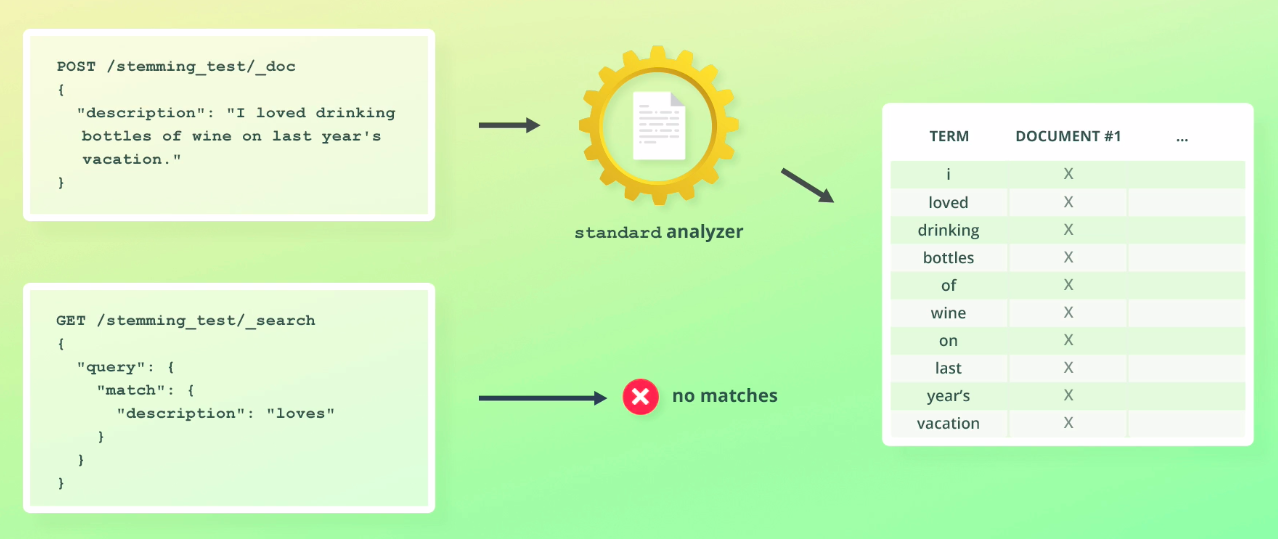 POST /stemming_test/_doc
{
"description": "I loved drinking
bottles of wine on last year's
vacation."
}
standard analyzer
GET /stemming_test/_search
{
"query": {
"match": {
"description": "loves"
}
}
}
no matches
TERM DOCUMENT #1 ...
i X
loved X
drinking X
bottles X
of X
wine X
on X
last X
year’s X
vacation X